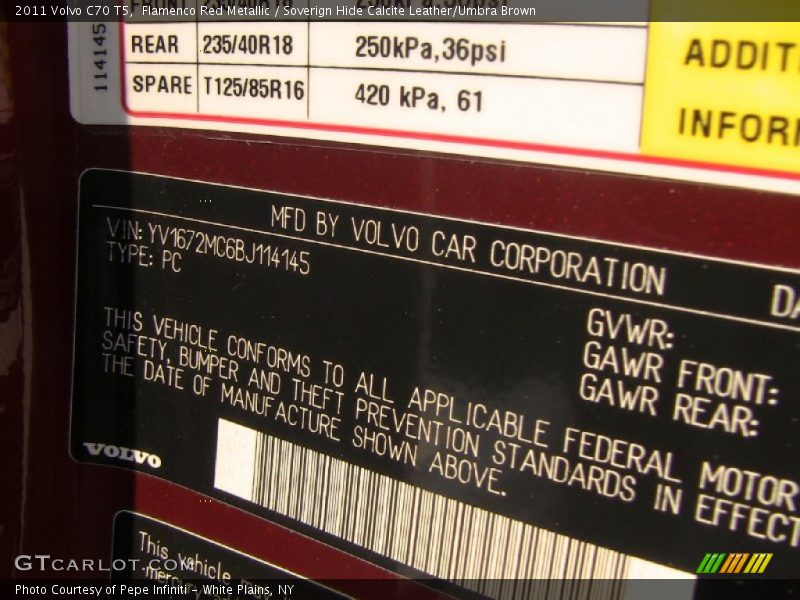 2011 Volvo C70 T5, Flamenco Red Metallic / Soverign Hide Calcite Leather/Umbra Brown
REAR 235/40R18 250kPa,36psi
SPARE T125/85R16 420 kPa, 61
114145
ADDITI
INFORM
MFD BY VOLVO CAR CORPORATION
VIN: YV1672MC6BJ114145
TYPE: PC
DA
GVWR:
GAWR FRONT:
GAWR REAR:
THIS VEHICLE CONFORMS TO ALL APPLICABLE FEDERAL MOTOR
SAFETY, BUMPER AND THEFT PREVENTION STANDARDS IN EFFECT
THE DATE OF MANUFACTURE SHOWN ABOVE.
VOLVO
This vehicle may
GTCARLOT.COM
Photo Courtesy of Pepe Infiniti - White Plains, NY